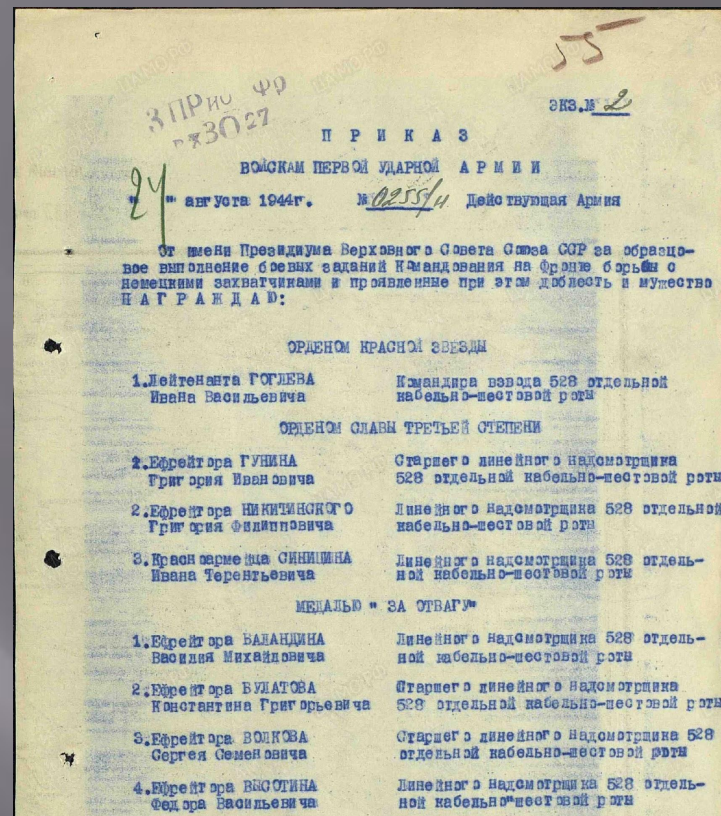 55
ЭКЗ.№ 2
3027
П Р И К А З
ВОЙСКАМ ПЕРВОЙ УДАРНОЙ А Р М И И
"24" августа 1944г. № 0255/н Действующая Армия
От имени Президиума Верховного Совета Союза ССР за образцо-
вое выполнение боевых заданий Командования на Фронте борьбы с
немецкими захватчиками и проявленные при этом доблесть и мужество
Н А Г Р А Ж Д А Ю:
ОРДЕНОМ КРАСНОЙ ЗВЕЗДЫ
1.Лейтенанта ГОГЛЕВА Командира взвода 528 отдельной
Ивана Васильевича кабельно-шестовой роты
ОРДЕНОМ СЛАВЫ ТРЕТЬЕЙ СТЕПЕНИ
1.Ефрейтора ГУНИНА Старшего линейного надсмотрщика
Григория Ивановича 528 отдельной кабельно-шестовой роты
2.Ефрейтора НИКИТИНСКОГО Линейного надсмотрщика 528 отдельной
Григория Филипповича кабельно-шестовой роты
3.Красноармейца СИНИЦИНА Линейного надсмотрщика 528 отдель-
Ивана Терентьевича ной кабельно-шестовой роты
МЕДАЛЬЮ " ЗА ОТВАГУ"
1.Ефрейтора БАЛАНДИНА Линейного надсмотрщика 528 отдель-
Василия Михайловича ной кабельно-шестовой роты
2.Ефрейтора БУЛАТОВА Старшего линейного надсмотрщика
Константина Григорьевича 528 отдельной кабельно-шестовой роты
3.Ефрейтора ВОЛКОВА Старшего линейного надсмотрщика 528
Сергея Семеновича отдельной кабельно-шестовой роты
4.Ефрейтора ВЫСОТИНА Линейного надсмотрщика 528 отдель-
Федора Васильевича ной кабельно"шестовой роты